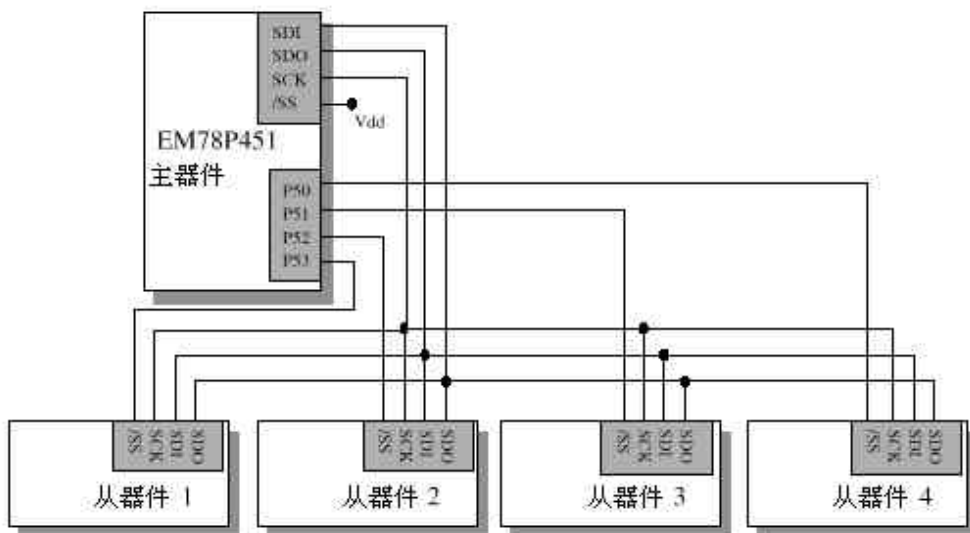 SDI
SDO
SCK
/SS
Vdd
EM78P451
主器件
P50
P51
P52
P53
/SS
SCK
SDI
SDO
从器件 1
/SS
SCK
SDI
SDO
从器件 2
/SS
SCK
SDI
SDO
从器件 3
/SS
SCK
SDI
SDO
从器件 4